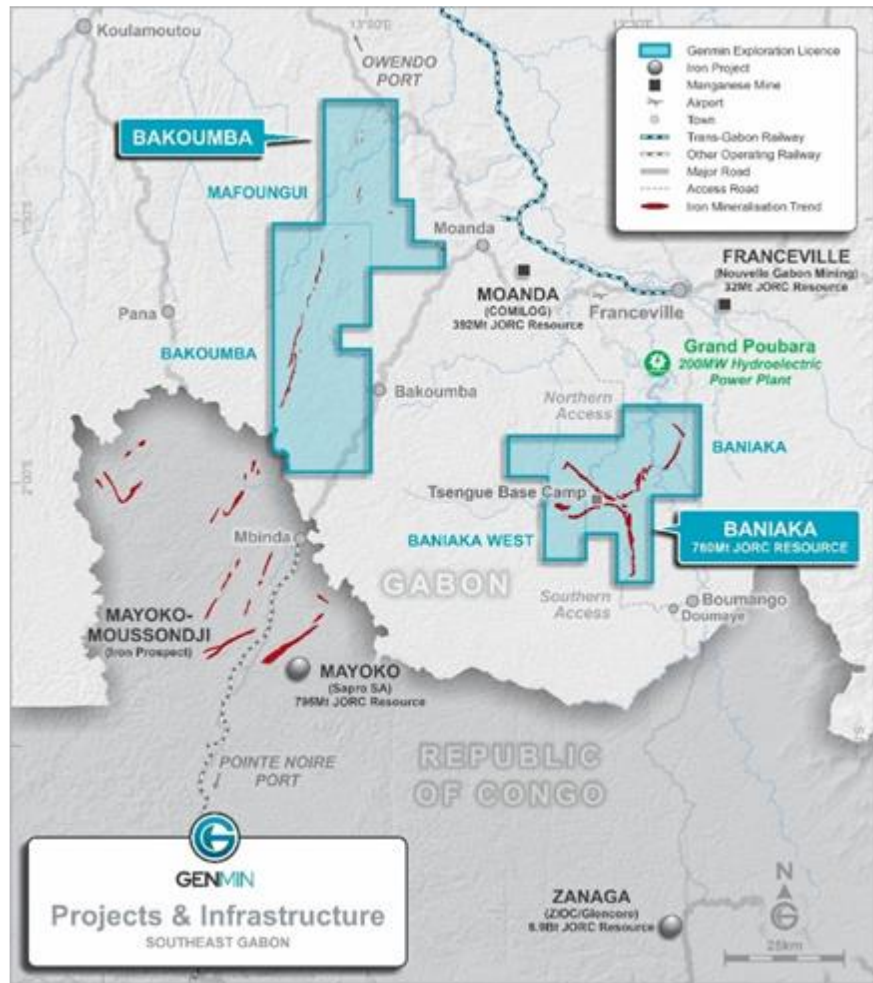 Koulamoutou
13°00'E
OWENDO
PORT
Genmin Exploration Licence
Iron Project
Manganese Mine
Airport
Town
Trans-Gabon Railway
Other Operating Railway
Major Road
Access Road
Iron Mineralisation Trend
BAKOUMBA
MAFOUNGUI
Moanda
MOANDA
(COMILOG)
392Mt JORC Resource
FRANCEVILLE
(Nouvelle Gabon Mining)
32Mt JORC Resource
Franceville
Pana
BAKOUMBA
Grand Poubara
200MW Hydroelectric
Power Plant
Bakoumba
Northern
Access
BANIAKA
2°00'S
Tsengue Base Camp
BANIAKA WEST
BANIAKA
760Mt JORC RESOURCE
Mbinda
GABON
Southern
Access
Boumango
Doumaye
MAYOKO-
MOUSSONDJI
(Iron Prospect)
MAYOKO
(Sapro SA)
796Mt JORC Resource
POINTE NOIRE
PORT
REPUBLIC
OF CONGO
GENMIN
Projects & Infrastructure
SOUTHEAST GABON
ZANAGA
(ZIOC/Glencore)
6.9Bt JORC Resource
N
25km